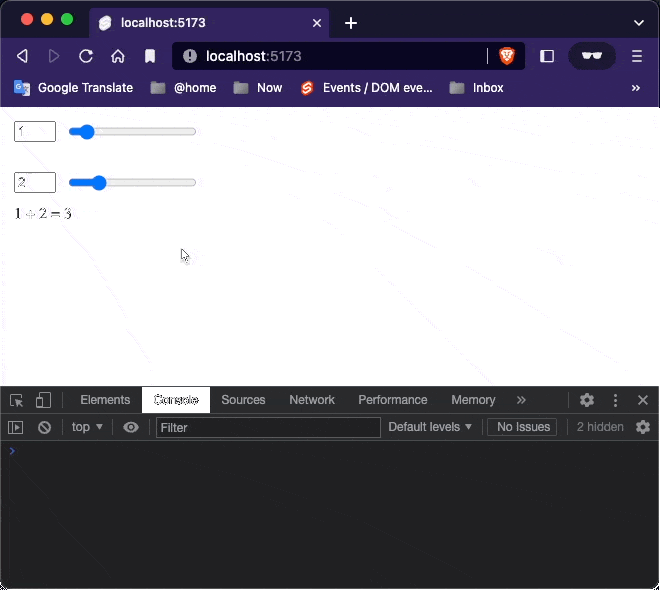 localhost:5173
localhost:5173
Google Translate @home Now Events / DOM eve... Inbox »
1
2
1 + 2 = 3
Elements Console Sources Network Performance Memory »
top Filter Default levels No Issues 2 hidden